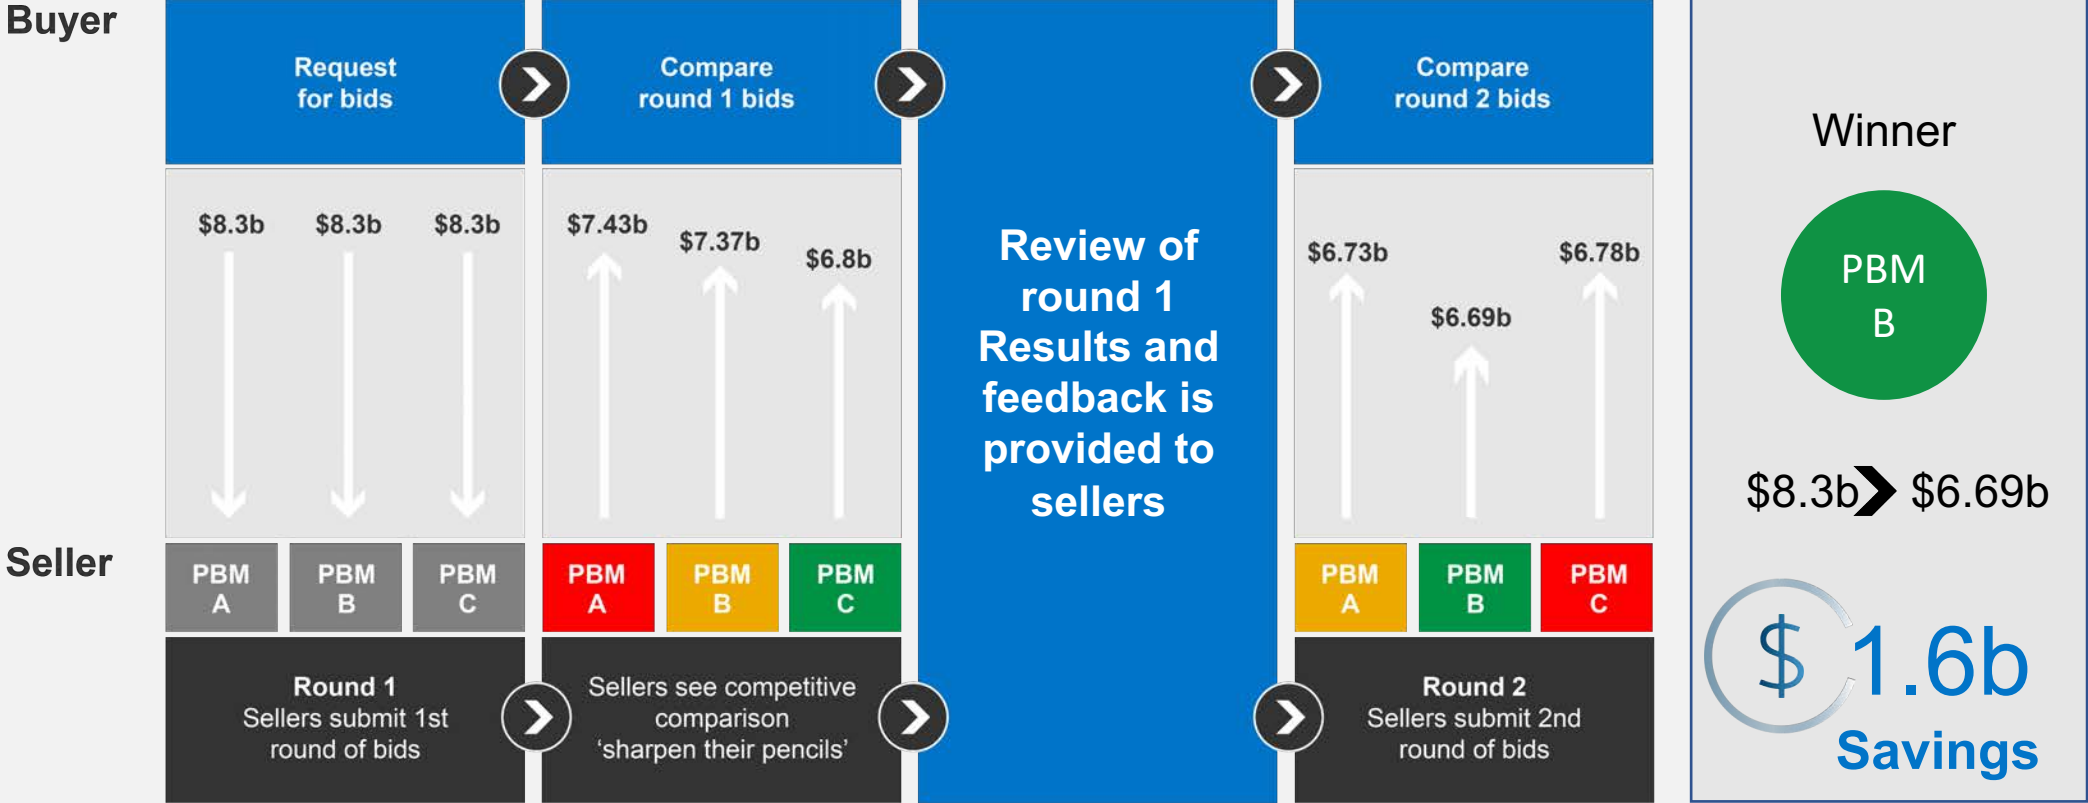 Buyer
Request
for bids
Compare
round 1 bids
Compare
round 2 bids
$8.3b
$8.3b
$8.3b
$7.43b
$7.37b
$6.8b
Review of
round 1
Results and
feedback is
provided to
sellers
$6.73b
$6.69b
$6.78b
Winner
PBM
B
$8.3b
$6.69b
Seller
PBM
A
PBM
B
PBM
C
PBM
A
PBM
B
PBM
C
PBM
A
PBM
B
PBM
C
Round 1
Sellers submit 1st
round of bids
Sellers see competitive
comparison
‘sharpen their pencils’
Round 2
Sellers submit 2nd
round of bids
$ 1.6b
Savings